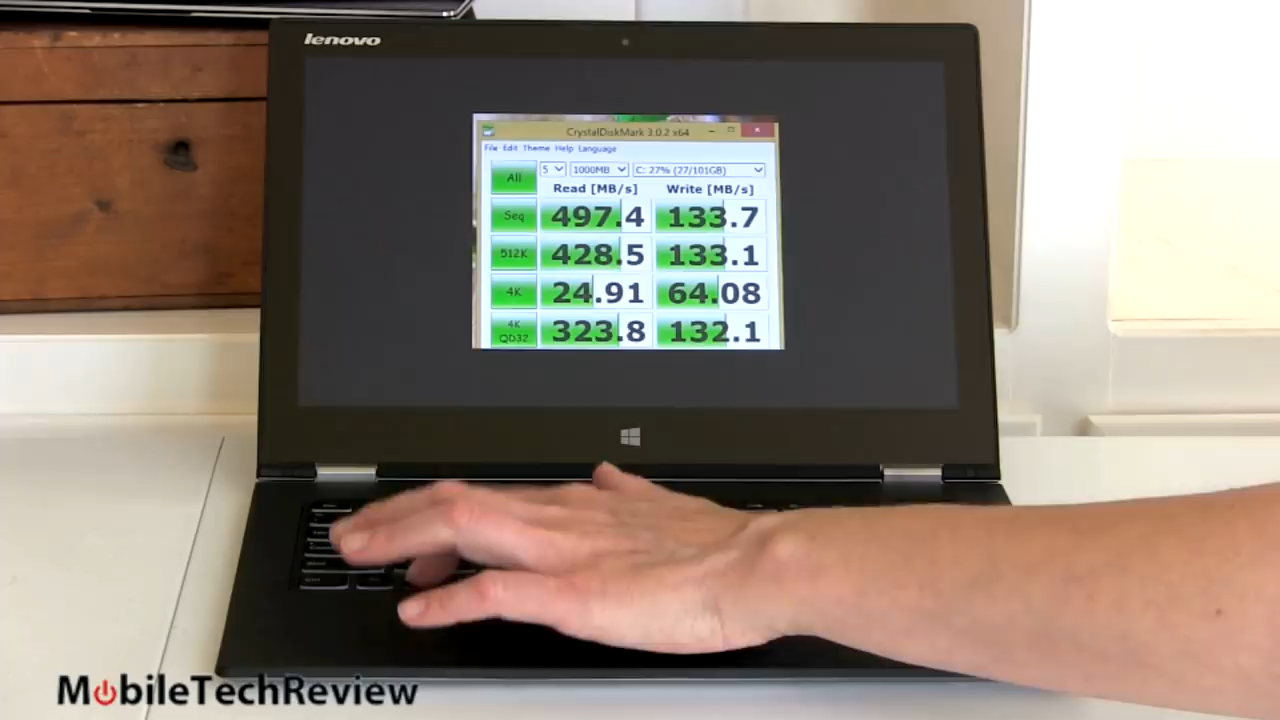 lenovo
CrystalDiskMark 3.0.2 x64
File Edit Theme Help Language
All 5 1000MB C: 27% (27/101GB)
Read [MB/s] Write [MB/s]
Seq 497.4 133.7
512K 428.5 133.1
4K 24.91 64.08
4K
QD32 323.8 132.1
MobileTechReview